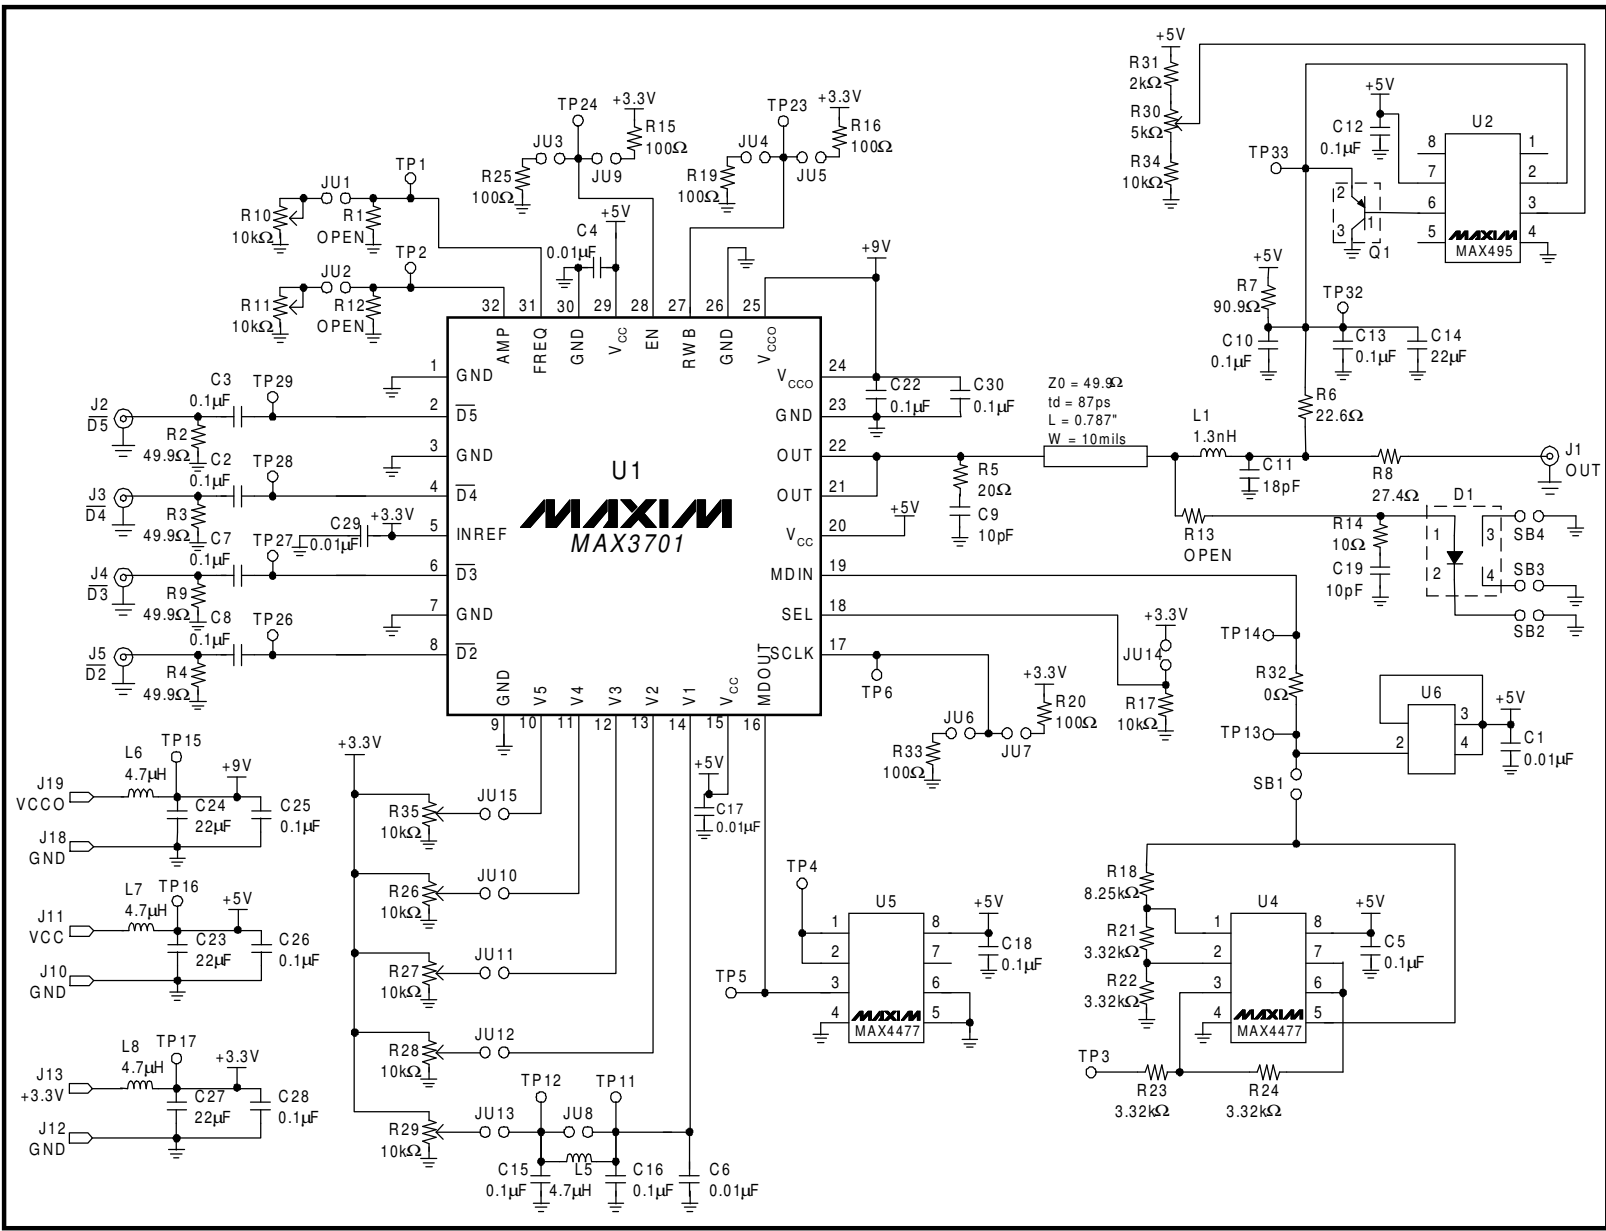 +5V
R31
2kΩ
R30
5kΩ
R34
10kΩ
+5V
C12
0.1µF
U2
8
7
6
5
1
2
3
4
MAXIM
MAX495
TP33
2
3
1
Q1
+5V
R7
90.9Ω
TP32
C10
0.1µF
C13
0.1µF
C14
22µF
R6
22.6Ω
TP24
+3.3V
JU3
R15
100Ω
R25
100Ω
JU9
TP23
+3.3V
JU4
R16
100Ω
R19
100Ω
JU5
TP1
JU1
R10
10kΩ
R1
OPEN
TP2
JU2
R11
10kΩ
R12
OPEN
C4
0.01µF
+5V
+9V
32
31
30
29
28
27
26
25
AMP
FREQ
GND
VCC
EN
RWB
GND
VCCO
1
GND
2
D5
3
GND
4
D4
5
INREF
6
D3
7
GND
8
D2
U1
MAXIM
MAX3701
VCCO
24
GND
23
OUT
22
OUT
21
VCC
20
MDIN
19
SEL
18
SCLK
17
GND
V5
V4
V3
V2
V1
VCC
MDOUT
9
10
11
12
13
14
15
16
J2
D5
R2
49.9Ω
C3
0.1µF
TP29
J3
D4
R3
49.9Ω
C2
0.1µF
TP28
C29
0.01µF
+3.3V
J4
D3
R9
49.9Ω
C7
0.1µF
TP27
J5
D2
R4
49.9Ω
C8
0.1µF
TP26
C22
0.1µF
C30
0.1µF
Z0 = 49.9Ω
td = 87ps
L = 0.787"
W = 10mils
R5
20Ω
C9
10pF
+5V
L1
1.3nH
C11
18pF
R8
27.4Ω
J1
OUT
R13
OPEN
R14
10Ω
C19
10pF
D1
1
2
3
4
SB4
SB3
SB2
TP14
R32
0Ω
TP13
SB1
+3.3V
JU14
R17
10kΩ
TP6
+3.3V
JU6
R20
100Ω
R33
100Ω
JU7
U6
2
3
4
+5V
C1
0.01µF
J19
VCCO
L6
4.7µH
TP15
+9V
C24
22µF
C25
0.1µF
J18
GND
J11
VCC
L7
4.7µH
TP16
+5V
C23
22µF
C26
0.1µF
J10
GND
J13
+3.3V
L8
4.7µH
TP17
+3.3V
C27
22µF
C28
0.1µF
J12
GND
+3.3V
R35
10kΩ
JU15
R26
10kΩ
JU10
R27
10kΩ
JU11
R28
10kΩ
JU12
R29
10kΩ
JU13
TP12
JU8
TP11
C15
0.1µF
L5
4.7µH
C16
0.1µF
C6
0.01µF
+5V
C17
0.01µF
TP4
TP5
U5
1
2
3
4
8
7
6
5
MAXIM
MAX4477
+5V
C18
0.1µF
R18
8.25kΩ
R21
3.32kΩ
R22
3.32kΩ
U4
1
2
3
4
8
7
6
5
MAXIM
MAX4477
+5V
C5
0.1µF
TP3
R23
3.32kΩ
R24
3.32kΩ